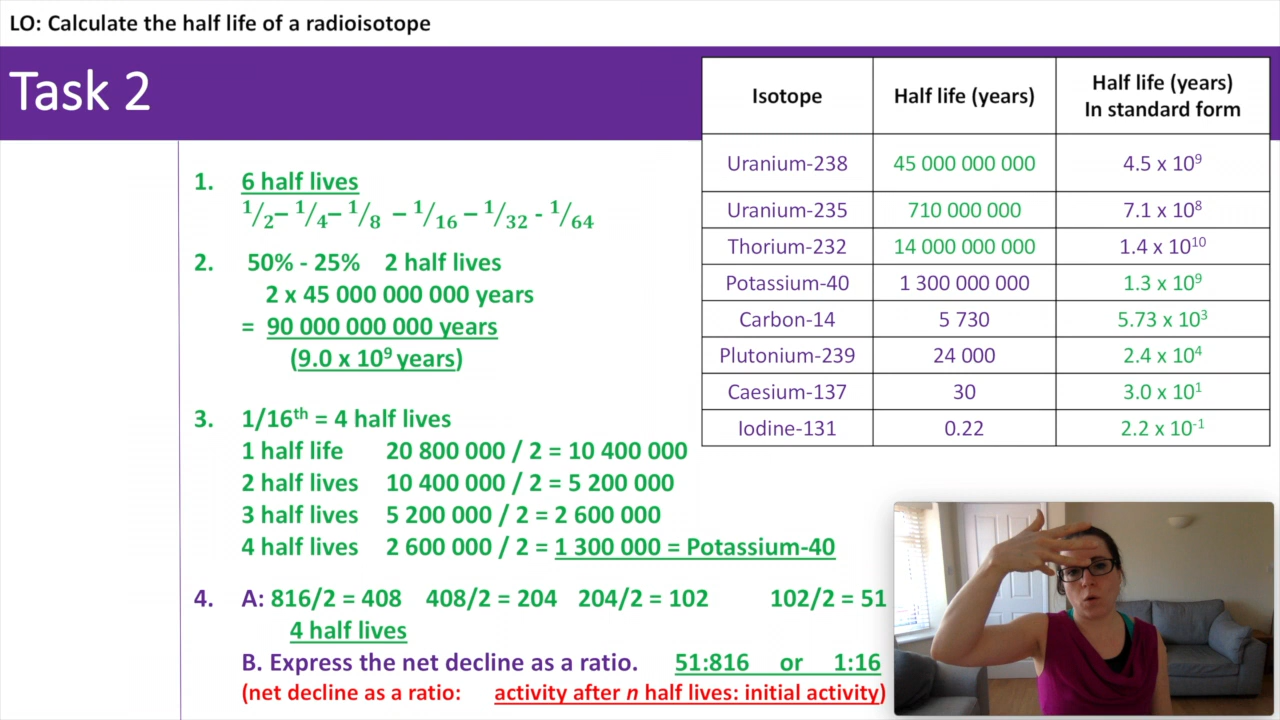 LO: Calculate the half life of a radioisotope
Task 2
Isotope Half life (years) Half life (years) In standard form
Uranium-238 45 000 000 000 4.5 x 10⁹
Uranium-235 710 000 000 7.1 x 10⁸
Thorium-232 14 000 000 000 1.4 x 10¹⁰
Potassium-40 1 300 000 000 1.3 x 10⁹
Carbon-14 5 730 5.73 x 10³
Plutonium-239 24 000 2.4 x 10⁴
Caesium-137 30 3.0 x 10¹
Iodine-131 0.22 2.2 x 10⁻¹
1. 6 half lives
1/2– 1/4– 1/8 – 1/16 – 1/32 - 1/64
2. 50% - 25% 2 half lives
2 x 45 000 000 000 years
= 90 000 000 000 years
(9.0 x 10⁹ years)
3. 1/16ᵗʰ = 4 half lives
1 half life 20 800 000 / 2 = 10 400 000
2 half lives 10 400 000 / 2 = 5 200 000
3 half lives 5 200 000 / 2 = 2 600 000
4 half lives 2 600 000 / 2 = 1 300 000 = Potassium-40
4. A: 816/2 = 408 408/2 = 204 204/2 = 102 102/2 = 51
4 half lives
B. Express the net decline as a ratio. 51:816 or 1:16
(net decline as a ratio: activity after n half lives: initial activity)